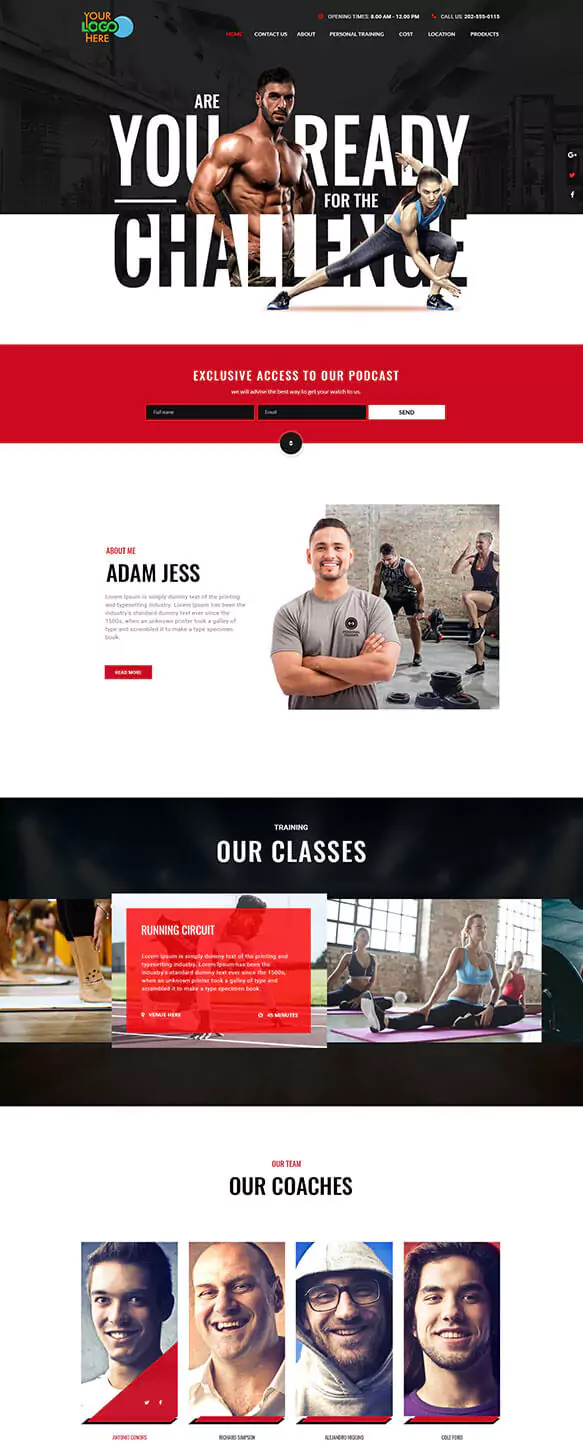 YOUR
LOGO
HERE
OPENING TIMES: 8.00 AM - 12.00 PM
CALL US: 202-555-0115
HOME CONTACT US ABOUT PERSONAL TRAINING COST LOCATION PRODUCTS
ARE
YOU READY
FOR THE
CHALLENGE
G+
EXCLUSIVE ACCESS TO OUR PODCAST
we will advise the best way to get your watch to us.
Full name
Email
SEND
ABOUT ME
ADAM JESS
Lorem Ipsum is simply dummy text of the printing
and typesetting industry. Lorem Ipsum has been the
industry's standard dummy text ever since the
1500s, when an unknown printer took a galley of
type and scrambled it to make a type specimen
book.
READ MORE
PERSONAL
TRAINER
TRAINING
OUR CLASSES
RUNNING CIRCUIT
Lorem Ipsum is simply dummy text of the printing
and typesetting industry. Lorem Ipsum has been the
industry's standard dummy text ever since the 1500s,
when an unknown printer took a galley of type and
scrambled it to make a type specimen book.
VENUE HERE
45 MINUTES
OUR TEAM
OUR COACHES
ANTONIO CONORS
RICHARD SIMPSON
ALEJANDRO HIGGINS
COLE FORD